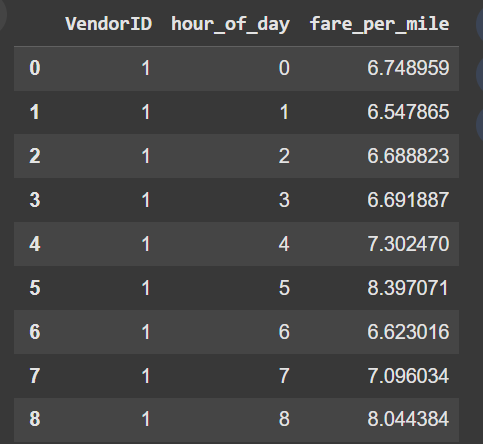 VendorID hour_of_day fare_per_mile
0 1 0 6.748959
1 1 1 6.547865
2 1 2 6.688823
3 1 3 6.691887
4 1 4 7.302470
5 1 5 8.397071
6 1 6 6.623016
7 1 7 7.096034
8 1 8 8.044384